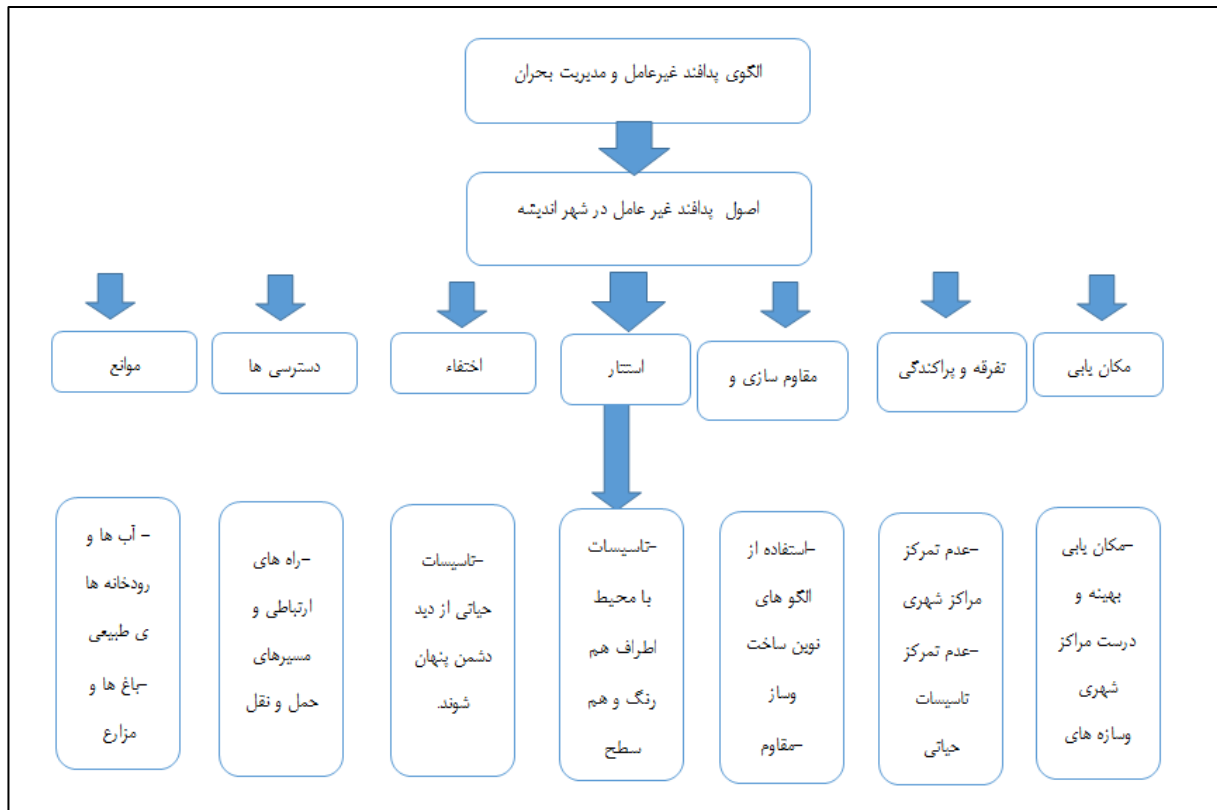 الگوی پدافند غیرعامل و مدیریت بحران
اصول پدافند غیر عامل در شهر اندیشه
مکان یابی
تفرقه و پراکندگی
مقاوم سازی و
استتار
اختفاء
دسترسی ها
موانع
-مکان یابی
بهینه و
درست مراکز
شهری
وسازه های
-عدم تمرکز
مراکز شهری
-عدم تمرکز
تاسیسات
حیاتی
-استفاده از
الگو های
نوین ساخت
وساز
-مقاوم
-تاسیسات
با محیط
اطراف هم
رنگ و هم
سطح
-تاسیسات
حیاتی از دید
دشمن پنهان
شوند.
-راه های
ارتباطی و
مسیرهای
حمل و نقل
- آب ها و
رودخانه ها
ی طبیعی
-باغ ها و
مزارع